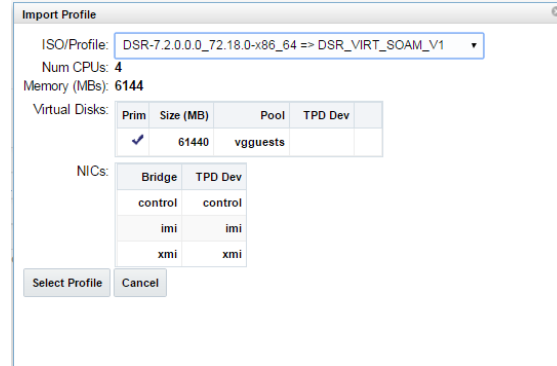 Import Profile
ISO/Profile: DSR-7.2.0.0.0_72.18.0-x86_64 => DSR_VIRT_SOAM_V1
Num CPUs: 4
Memory (MBs): 6144
Virtual Disks: Prim Size (MB) Pool TPD Dev
61440 vgguests
NICs: Bridge TPD Dev
control control
imi imi
xmi xmi
Select Profile Cancel